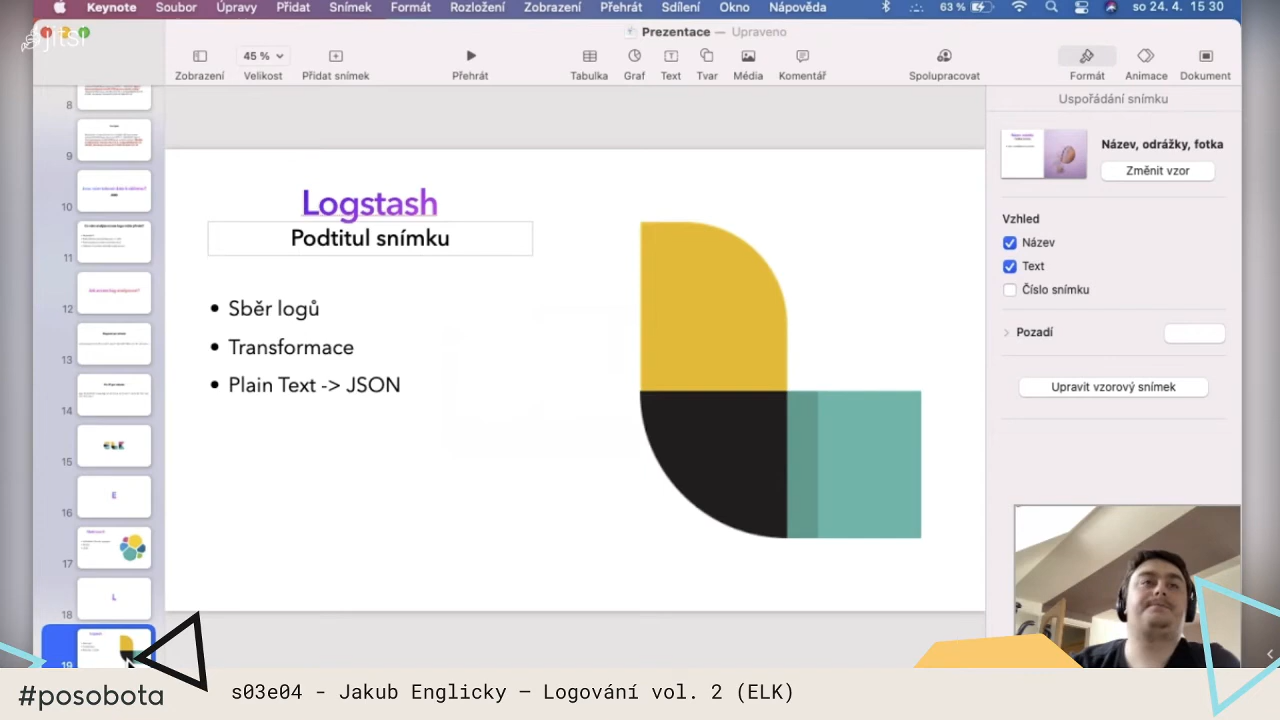 Keynote Soubor Úpravy Přidat Snímek Formát Rozložení Zobrazení Přehrát Sdílení Okno Nápověda 63 % so 24. 4. 15 30
jitsi
Prezentace — Upraveno
45 %
Zobrazení Velikost Přidat snímek Přehrát Tabulka Graf Text Tvar Média Komentář Spolupracovat Formát Animace Dokument
Uspořádání snímku
8
9
10
11
12
13
14
15
ELK
16
E
17
18
L
19
Logstash
Podtitul snímku
• Sběr logů
• Transformace
• Plain Text -> JSON
Název, odrážky, fotka
Změnit vzor
Vzhled
Název
Text
Číslo snímku
Pozadí
Upravit vzorový snímek
#posobota
s03e04 - Jakub Englicky — Logování vol. 2 (ELK)